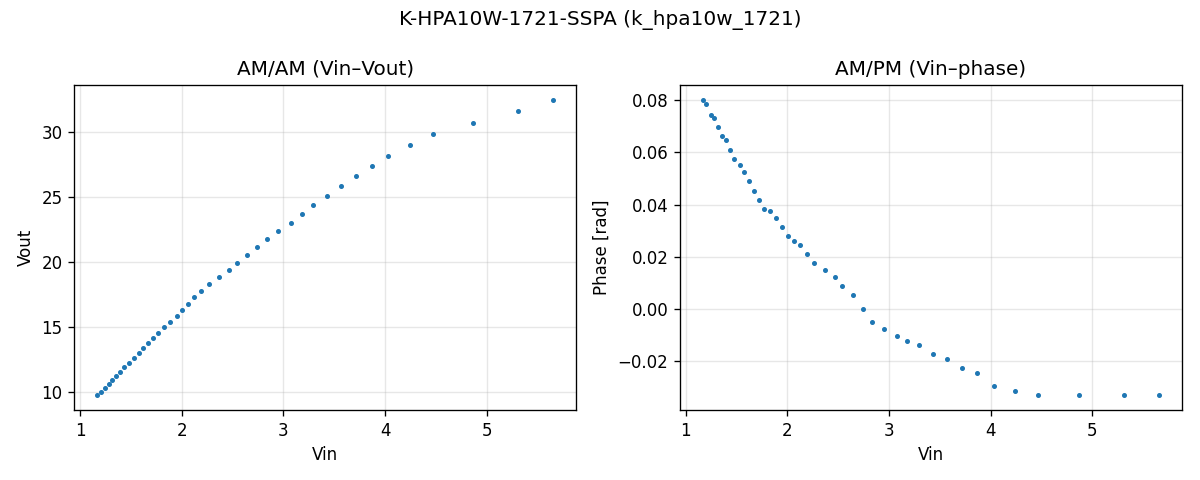 K-HPA10W-1721-SSPA (k_hpa10w_1721)
AM/AM (Vin–Vout)
30
25
20
15
10
Vout
1 2 3 4 5
Vin
AM/PM (Vin–phase)
0.08
0.06
0.04
0.02
0.00
−0.02
Phase [rad]
1 2 3 4 5
Vin